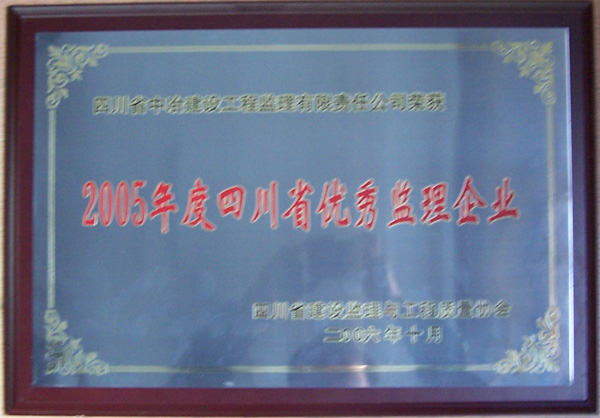 四川省中冶建设工程监理有限责任公司荣获
2005年度四川省优秀监理企业
四川省建设监理与工程质量协会
二00六年十月